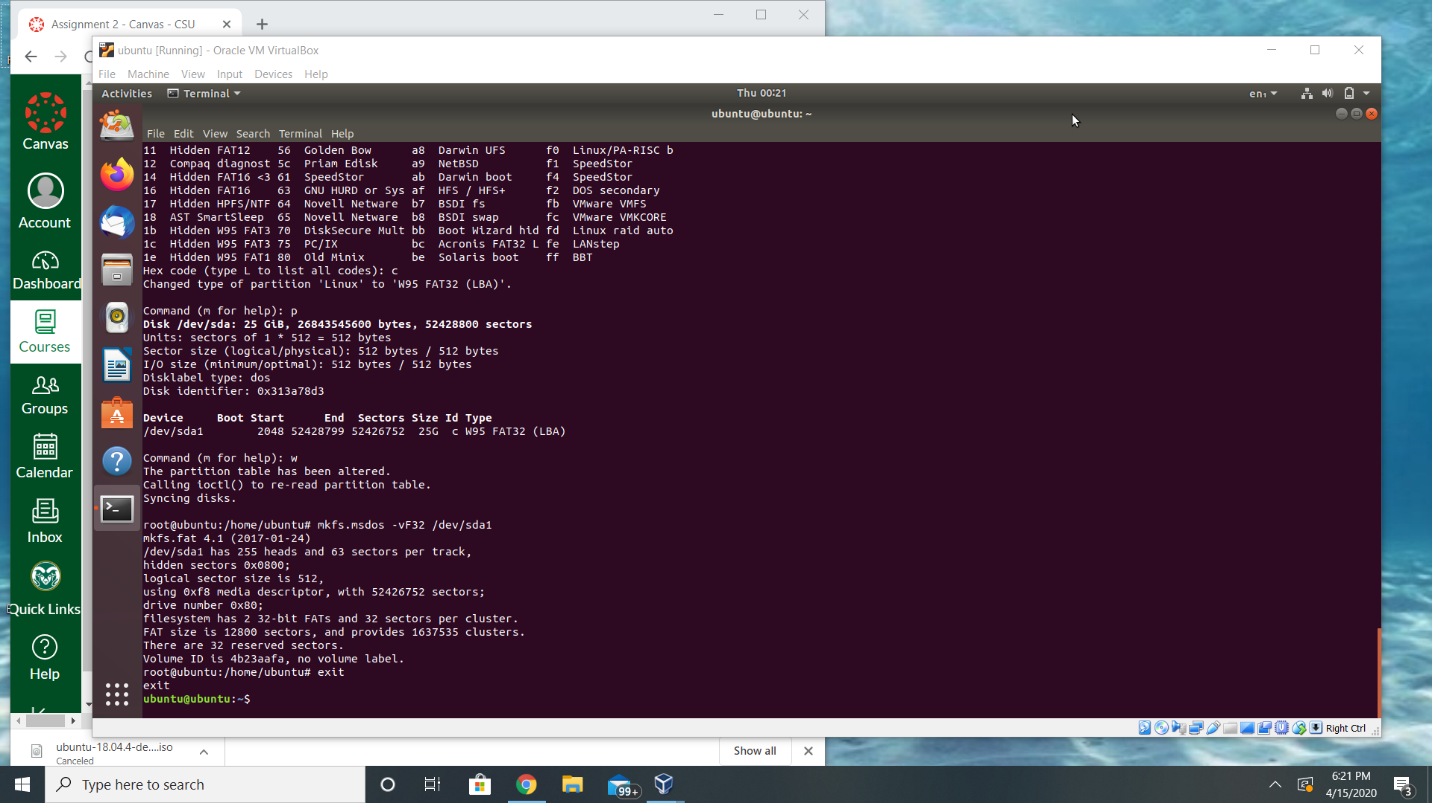 Assignment 2 - Canvas - CSU
ubuntu [Running] - Oracle VM VirtualBox
File Machine View Input Devices Help
Activities Terminal Thu 00:21 en₁
ubuntu@ubuntu: ~
File Edit View Search Terminal Help
11 Hidden FAT12 56 Golden Bow a8 Darwin UFS f0 Linux/PA-RISC b
12 Compaq diagnost 5c Priam Edisk a9 NetBSD f1 SpeedStor
14 Hidden FAT16 <3 61 SpeedStor ab Darwin boot f4 SpeedStor
16 Hidden FAT16 63 GNU HURD or Sys af HFS / HFS+ f2 DOS secondary
17 Hidden HPFS/NTF 64 Novell Netware b7 BSDI fs fb VMware VMFS
18 AST SmartSleep 65 Novell Netware b8 BSDI swap fc VMware VMKCORE
1b Hidden W95 FAT3 70 DiskSecure Mult bb Boot Wizard hid fd Linux raid auto
1c Hidden W95 FAT3 75 PC/IX bc Acronis FAT32 L fe LANstep
1e Hidden W95 FAT1 80 Old Minix be Solaris boot ff BBT
Hex code (type L to list all codes): c
Changed type of partition 'Linux' to 'W95 FAT32 (LBA)'.
Command (m for help): p
Disk /dev/sda: 25 GiB, 26843545600 bytes, 52428800 sectors
Units: sectors of 1 * 512 = 512 bytes
Sector size (logical/physical): 512 bytes / 512 bytes
I/O size (minimum/optimal): 512 bytes / 512 bytes
Disklabel type: dos
Disk identifier: 0x313a78d3
Device Boot Start End Sectors Size Id Type
/dev/sda1 2048 52428799 52426752 25G c W95 FAT32 (LBA)
Command (m for help): w
The partition table has been altered.
Calling ioctl() to re-read partition table.
Syncing disks.
root@ubuntu:/home/ubuntu# mkfs.msdos -vF32 /dev/sda1
mkfs.fat 4.1 (2017-01-24)
/dev/sda1 has 255 heads and 63 sectors per track,
hidden sectors 0x0800;
logical sector size is 512,
using 0xf8 media descriptor, with 52426752 sectors;
drive number 0x80;
filesystem has 2 32-bit FATs and 32 sectors per cluster.
FAT size is 12800 sectors, and provides 1637535 clusters.
There are 32 reserved sectors.
Volume ID is 4b23aafa, no volume label.
root@ubuntu:/home/ubuntu# exit
exit
ubuntu@ubuntu:~$
Canvas
Account
Dashboard
Courses
Groups
Calendar
Inbox
Quick Links
Help
Right Ctrl
ubuntu-18.04.4-de....iso
Canceled
Show all
Type here to search
99+
6:21 PM
4/15/2020
3